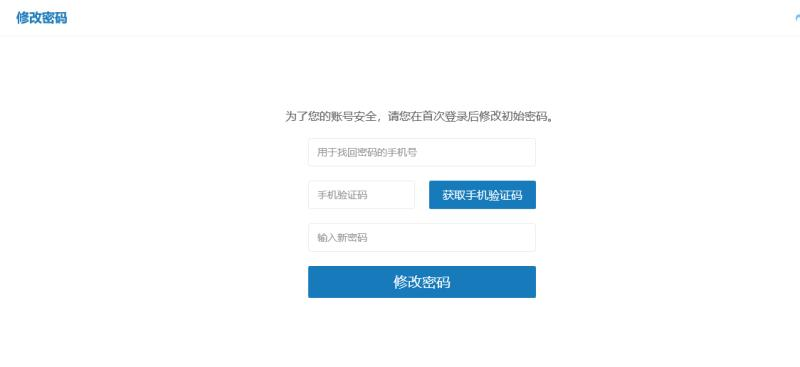 修改密码
为了您的账号安全，请您在首次登录后修改初始密码。
用于找回密码的手机号
手机验证码
获取手机验证码
输入新密码
修改密码